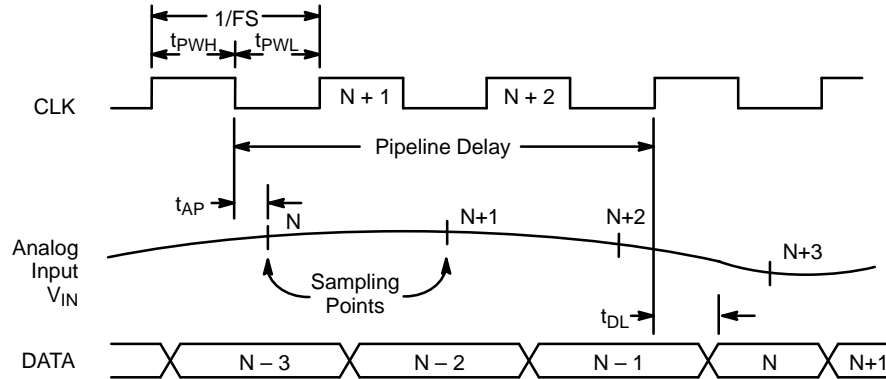 1/FS
tPWH tPWL
CLK
N + 1
N + 2
Pipeline Delay
tAP
N
N+1
N+2
N+3
Analog
Input
VIN
Sampling
Points
tDL
DATA
N – 3
N – 2
N – 1
N
N+1